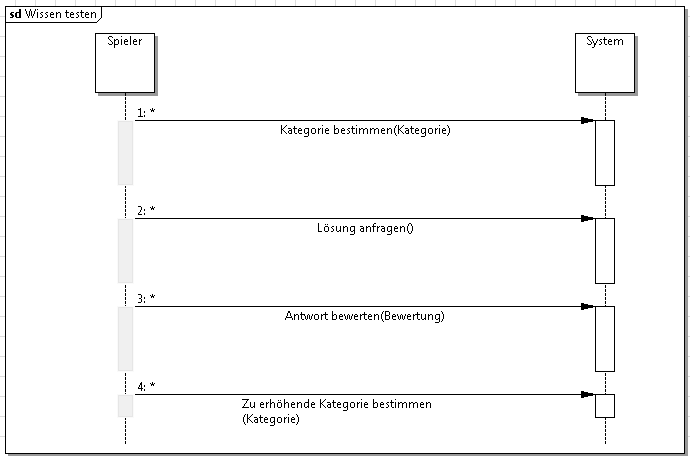 sd Wissen testen
Spieler
System
1: *
Kategorie bestimmen(Kategorie)
2: *
Lösung anfragen()
3: *
Antwort bewerten(Bewertung)
4: *
Zu erhöhende Kategorie bestimmen
(Kategorie)